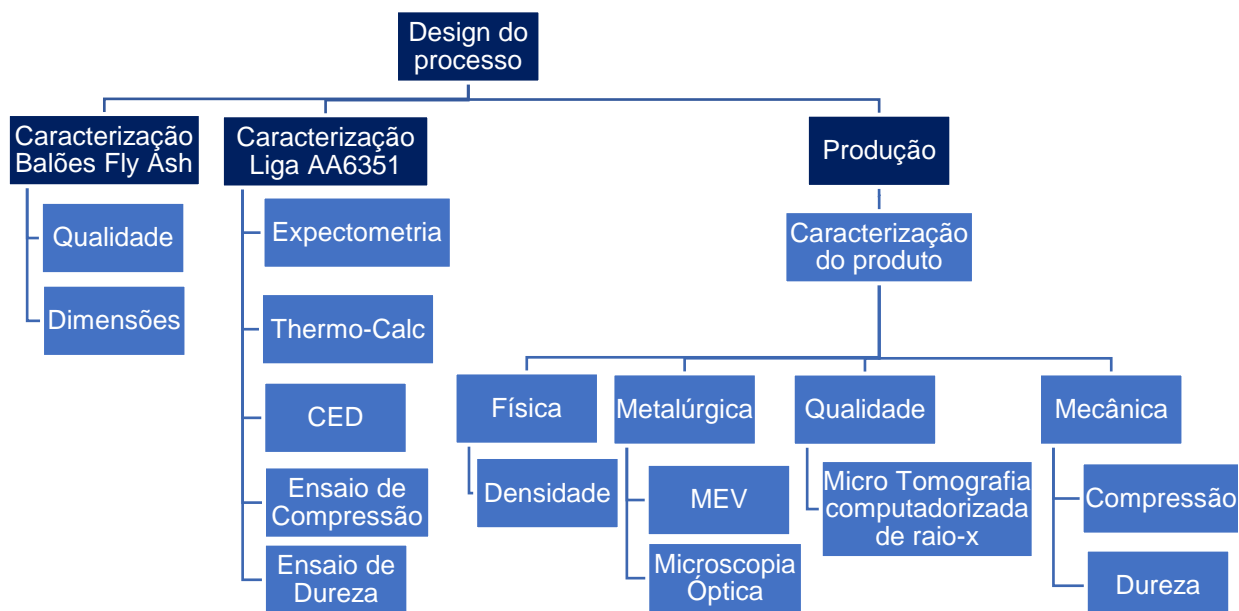 Design do
processo
Caracterização
Balões Fly Ash
Caracterização
Liga AA6351
Produção
Qualidade
Dimensões
Expectometria
Thermo-Calc
CED
Ensaio de
Compressão
Ensaio de
Dureza
Caracterização
do produto
Física
Densidade
Metalúrgica
MEV
Microscopia
Óptica
Qualidade
Micro Tomografia
computadorizada
de raio-x
Mecânica
Compressão
Dureza